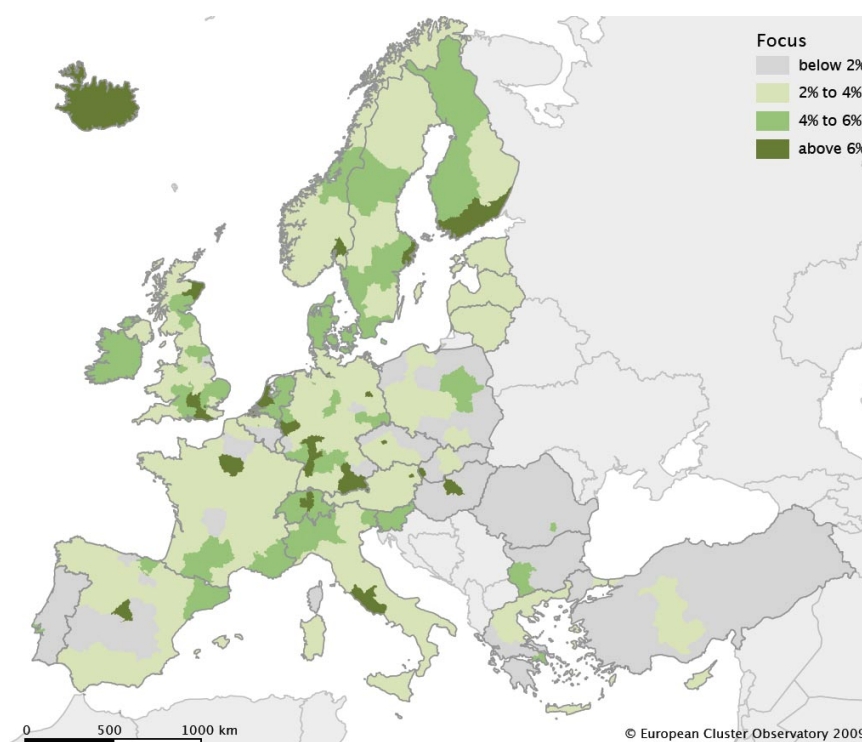 Focus
below 2%
2% to 4%
4% to 6%
above 6%
0 500 1000 km
© European Cluster Observatory 2009